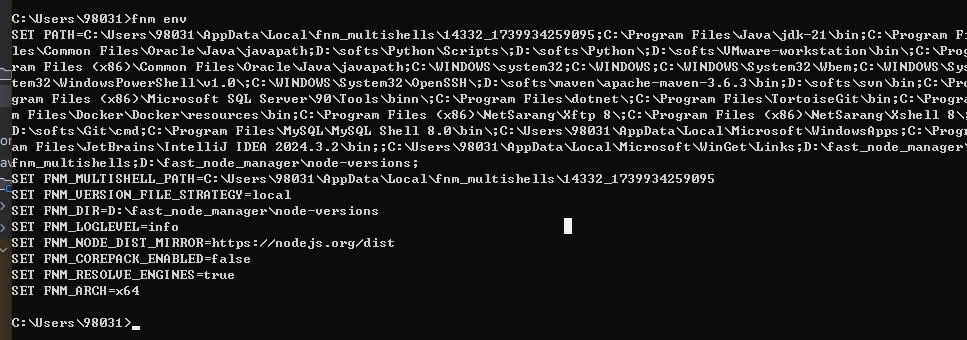 C:\Users\98031>fnm env
SET PATH=C:\Users\98031\AppData\Local\fnm_multishells\14332_1739934259095;C:\Program Files\Java\jdk-21\bin;C:\Program Fi
les\Common Files\Oracle\Java\javapath;D:\softs\Python\Scripts\;D:\softs\Python\;D:\softs\VMware-workstation\bin\;C:\Prog
ram Files (x86)\Common Files\Oracle\Java\javapath;C:\WINDOWS\system32;C:\WINDOWS;C:\WINDOWS\System32\Wbem;C:\WINDOWS\Sys
tem32\WindowsPowerShell\v1.0\;C:\WINDOWS\System32\OpenSSH\;D:\softs\maven\apache-maven-3.6.3\bin;D:\softs\svn\bin;C:\Pro
gram Files (x86)\Microsoft SQL Server\90\Tools\binn\;C:\Program Files\dotnet\;C:\Program Files\TortoiseGit\bin;C:\Progra
m Files\Docker\Docker\resources\bin;C:\Program Files (x86)\NetSarang\Xftp 8\;C:\Program Files (x86)\NetSarang\Xshell 8\;
D:\softs\Git\cmd;C:\Program Files\MySQL\MySQL Shell 8.0\bin\;C:\Users\98031\AppData\Local\Microsoft\WindowsApps;C:\Progr
am Files\JetBrains\IntelliJ IDEA 2024.3.2\bin;;C:\Users\98031\AppData\Local\Microsoft\WinGet\Links;D:\fast_node_manager\
fnm_multishells;D:\fast_node_manager\node-versions;
SET FNM_MULTISHELL_PATH=C:\Users\98031\AppData\Local\fnm_multishells\14332_1739934259095
SET FNM_VERSION_FILE_STRATEGY=local
SET FNM_DIR=D:\fast_node_manager\node-versions
SET FNM_LOGLEVEL=info
SET FNM_NODE_DIST_MIRROR=https://nodejs.org/dist
SET FNM_COREPACK_ENABLED=false
SET FNM_RESOLVE_ENGINES=true
SET FNM_ARCH=x64
C:\Users\98031>